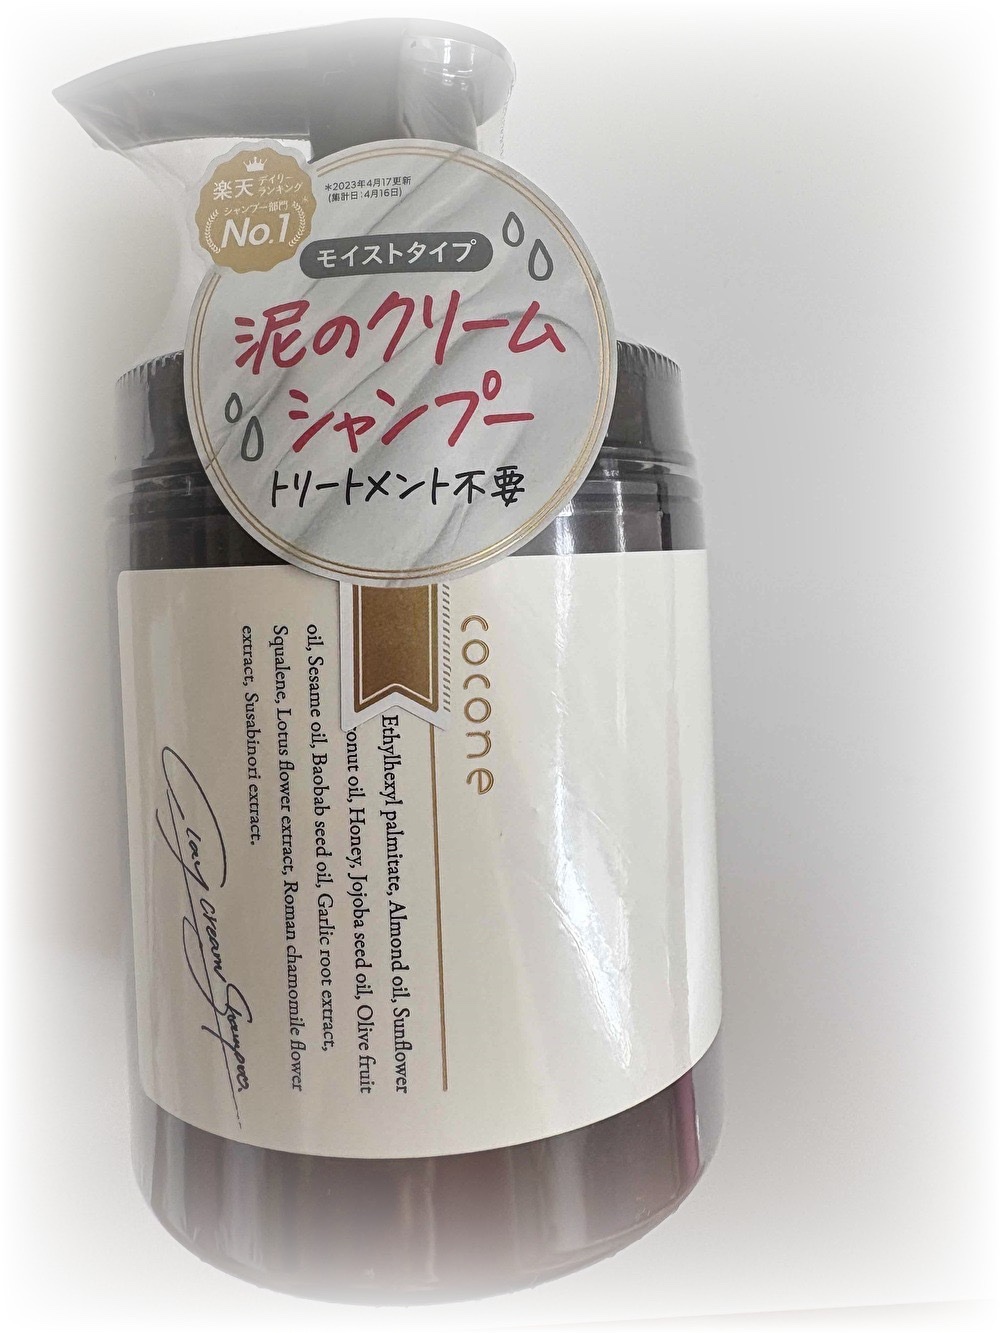 楽天 デイリー
ランキング
シャンプー部門
No.1
*2023年4月17更新
(集計日:4月16日)
モイストタイプ
泥のクリーム
シャンプー
トリートメント不要
cocone
Ethylhexyl palmitate, Almond oil, Sunflower
onut oil, Honey, Jojoba seed oil, Olive fruit
oil, Sesame oil, Baobab seed oil, Garlic root extract,
Squalene, Lotus flower extract, Roman chamomile flower
extract, Susabinori extract.
Clay cream Shampoo.